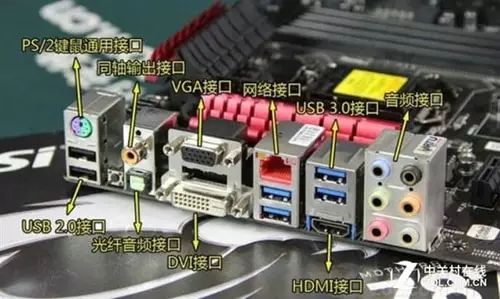 PS/2键鼠通用接口
同轴输出接口
VGA接口
网络接口
USB 3.0接口
音频接口
USB 2.0接口
光纤音频接口
DVI接口
HDMI接口
中关村在线
ZOL.COM.CN